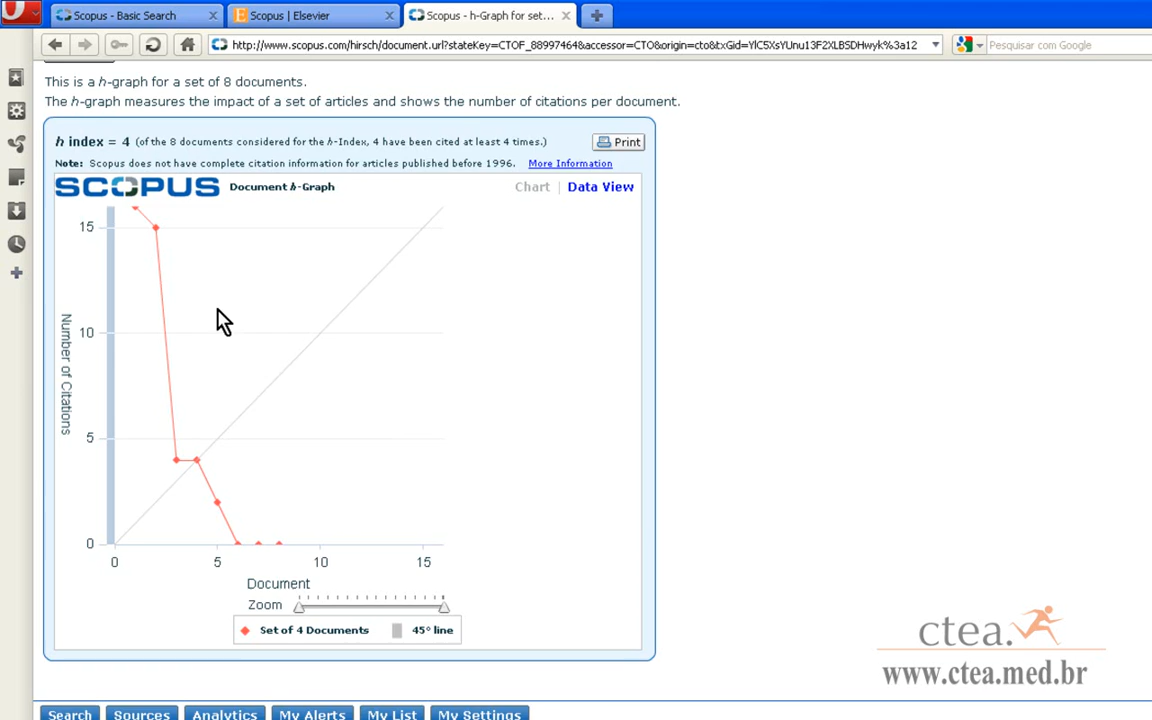 Scopus - Basic Search
Scopus | Elsevier
Scopus - h-Graph for set...
http://www.scopus.com/hirsch/document.url?stateKey=CTOF_88997464&accessor=CTO&origin=cto&txGid=YlC5XsYUnu13F2XLBSDHwyk%3a12
Pesquisar com Google
This is a h-graph for a set of 8 documents.
The h-graph measures the impact of a set of articles and shows the number of citations per document.
h index = 4 (of the 8 documents considered for the h-Index, 4 have been cited at least 4 times.)
Print
Note: Scopus does not have complete citation information for articles published before 1996. More Information
SCOPUS Document h-Graph
Chart | Data View
15
10
5
0
Number of Citations
0 5 10 15
Document
Zoom
Set of 4 Documents 45° line
ctea.
www.ctea.med.br
Search Sources Analytics My Alerts My List My Settings